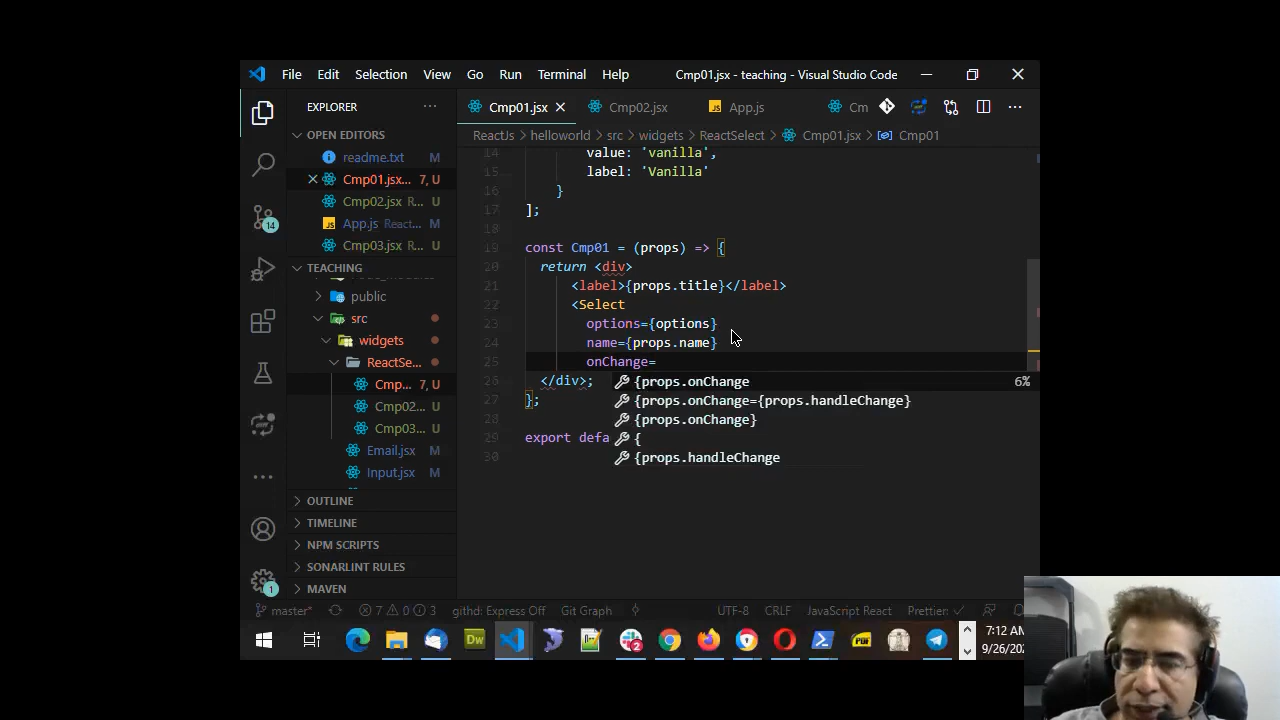 File Edit Selection View Go Run Terminal Help Cmp01.jsx - teaching - Visual Studio Code
EXPLORER
Cmp01.jsx Cmp02.jsx App.js Cm
OPEN EDITORS
ReactJs > helloworld > src > widgets > ReactSelect > Cmp01.jsx > Cmp01
readme.txt M
Cmp01.jsx... 7, U
Cmp02.jsx R... U
App.js React... M
Cmp03.jsx R... U
TEACHING
public
src
widgets
ReactSe...
Cmp... 7, U
Cmp02... U
Cmp03... U
Email.jsx M
Input.jsx M
OUTLINE
TIMELINE
NPM SCRIPTS
SONARLINT RULES
MAVEN
14 value: 'vanilla',
15 label: 'Vanilla'
16 }
17 ];
18
19 const Cmp01 = (props) => {
20 return <div>
21 <label>{props.title}</label>
22 <Select
23 options={options}
24 name={props.name}
25 onChange=
26 </div>;
27 };
28
29 export defa
30
{props.onChange 6%
{props.onChange={props.handleChange}
{props.onChange}
{
{props.handleChange
14
1
master* 7 0 3 githd: Express Off Git Graph UTF-8 CRLF JavaScript React Prettier: ✓
Dw
2
PDF
7:12 AM
9/26/20